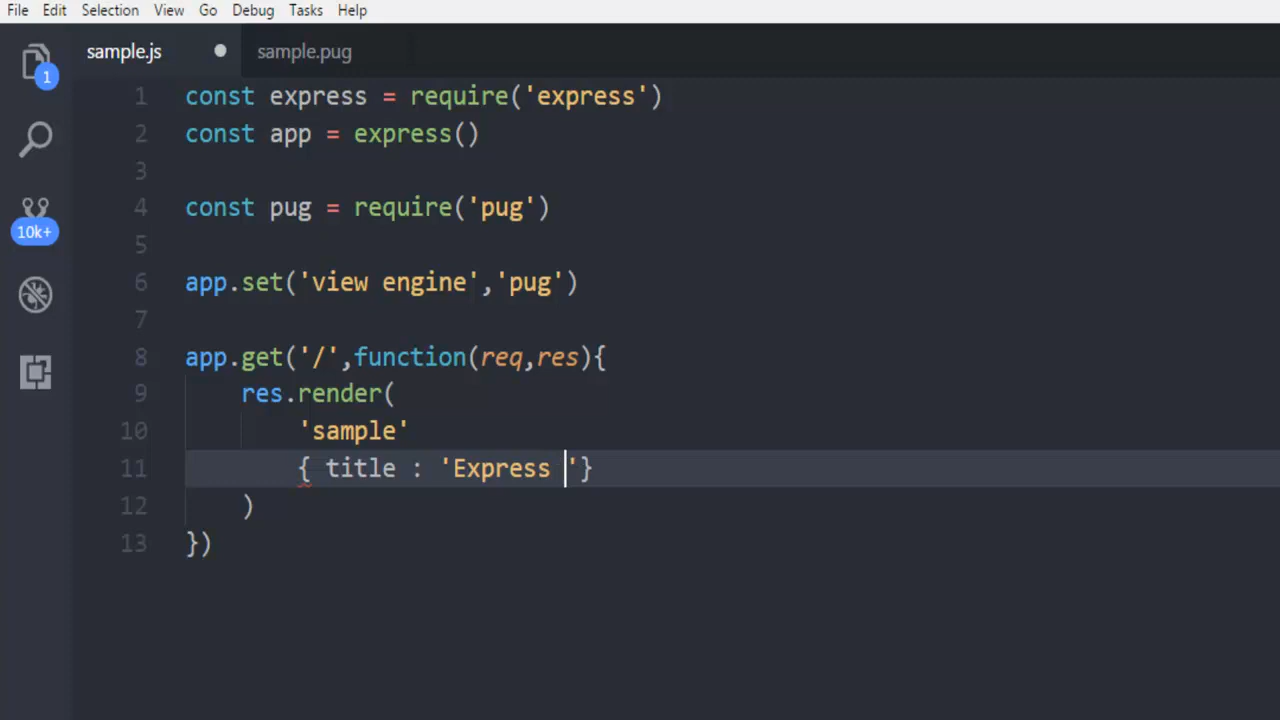 File Edit Selection View Go Debug Tasks Help
sample.js sample.pug
1
10k+
1 const express = require('express')
2 const app = express()
3
4 const pug = require('pug')
5
6 app.set('view engine','pug')
7
8 app.get('/',function(req,res){
9 res.render(
10 'sample'
11 { title : 'Express '}
12 )
13 })